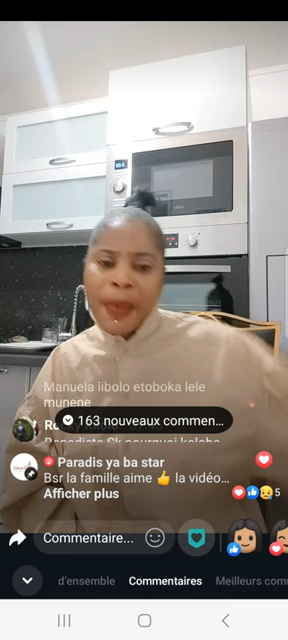 Manuela libolo etoboka lele
munene
163 nouveaux commen...
Paradis ya ba star
Bsr la famille aime 👍 la vidéo...
Afficher plus
5
Commentaire...
d'ensemble Commentaires Meilleurs com